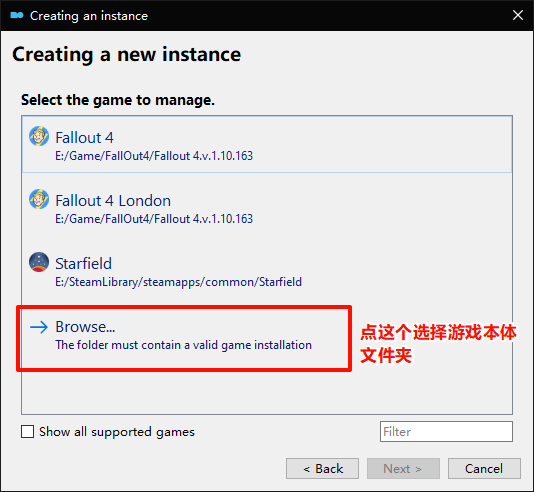 Creating an instance
Creating a new instance
Select the game to manage.
Fallout 4
E:/Game/FallOut4/Fallout 4.v.1.10.163
Fallout 4 London
E:/Game/FallOut4/Fallout 4.v.1.10.163
Starfield
E:/SteamLibrary/steamapps/common/Starfield
Browse...
The folder must contain a valid game installation
点这个选择游戏本体
文件夹
Show all supported games
Filter
< Back
Next >
Cancel